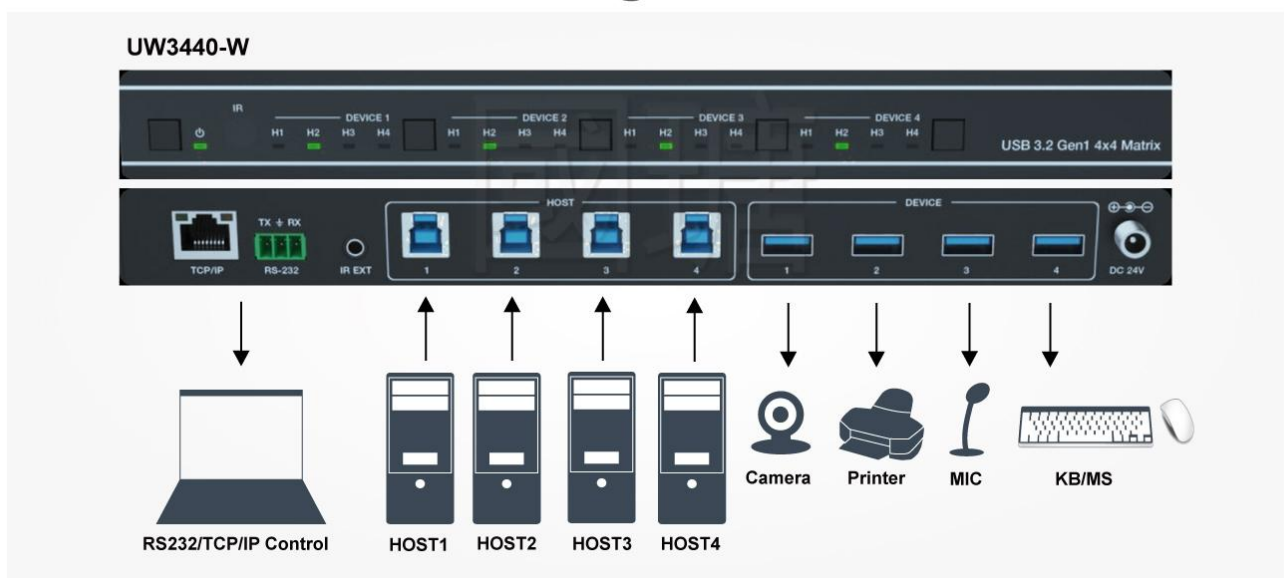 UW3440-W
IR
DEVICE 1 DEVICE 2 DEVICE 3 DEVICE 4
H1 H2 H3 H4 H1 H2 H3 H4 H1 H2 H3 H4 H1 H2 H3 H4
USB 3.2 Gen1 4x4 Matrix
HOST DEVICE
TX RX
TCP/IP RS-232 IR EXT 1 2 3 4 1 2 3 4 DC 24V
Camera Printer MIC KB/MS
RS232/TCP/IP Control HOST1 HOST2 HOST3 HOST4